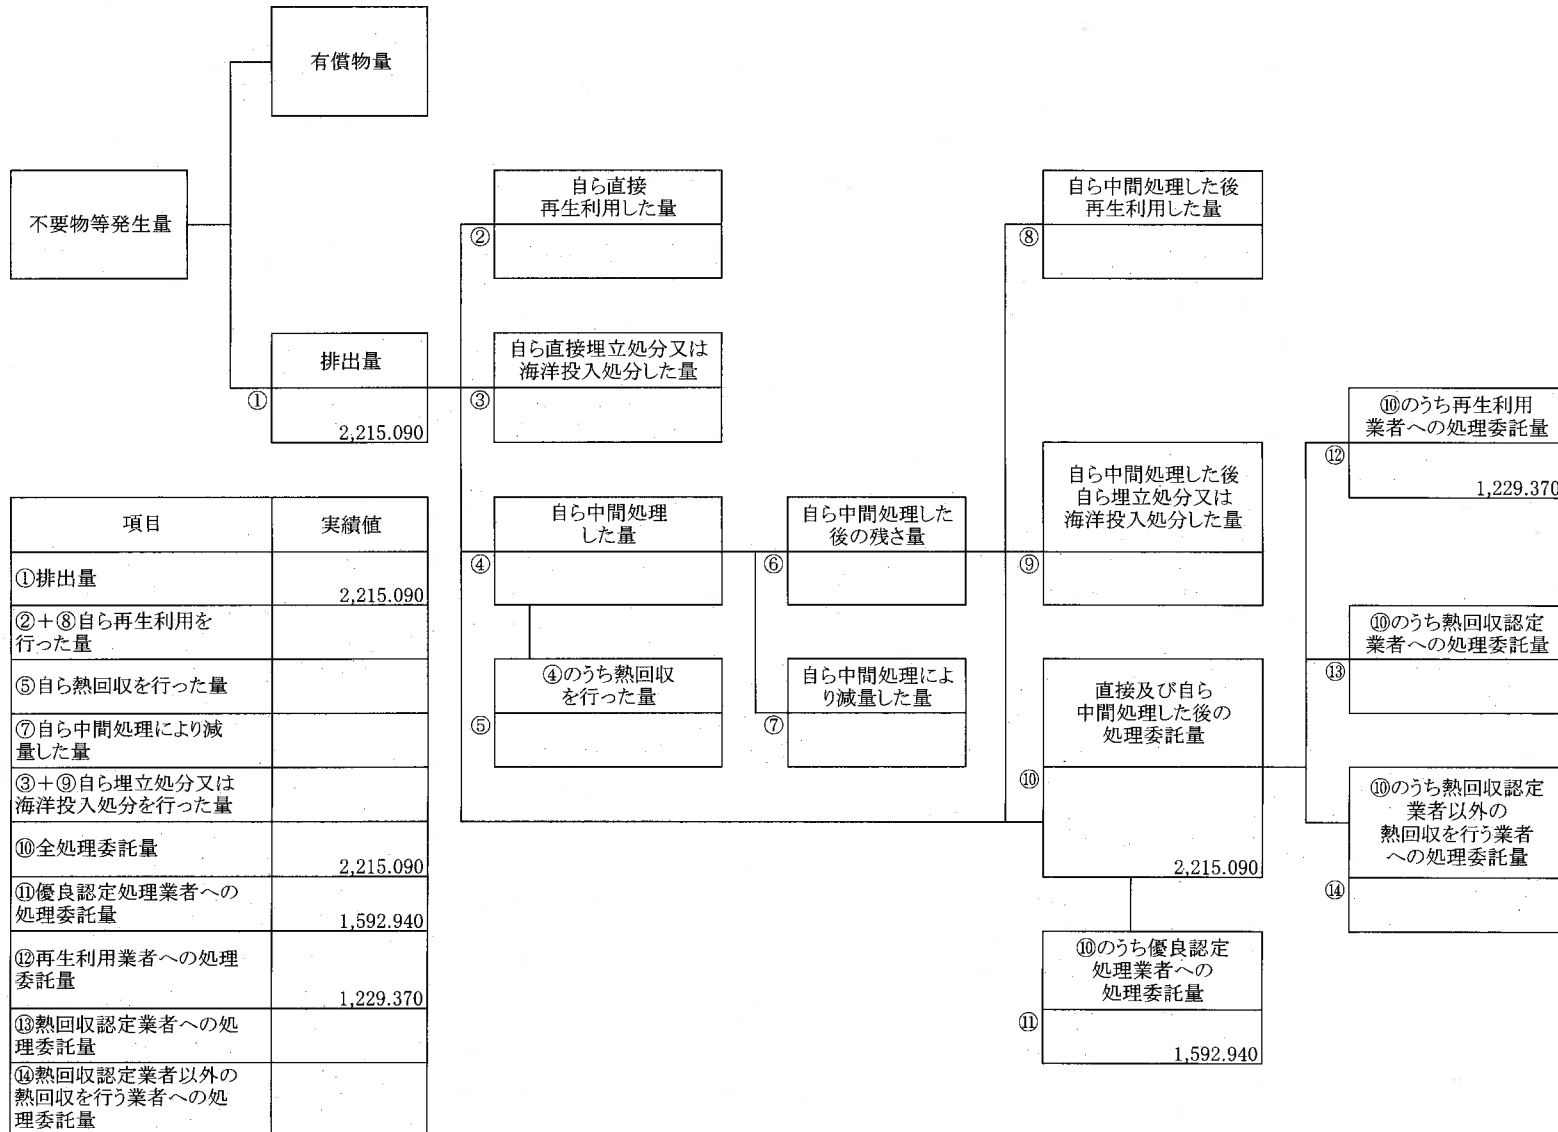 有償物量
不要物等発生量
自ら直接
再生利用した量
②
自ら中間処理した後
再生利用した量
⑧
排出量
①
2,215.090
自ら直接埋立処分又は
海洋投入処分した量
③
⑩のうち再生利用
業者への処理委託量
⑫
1,229.370
自ら中間処理
した量
④
自ら中間処理した
後の残さ量
⑥
自ら中間処理した後
自ら埋立処分又は
海洋投入処分した量
⑨
④のうち熱回収
を行った量
⑤
自ら中間処理によ
り減量した量
⑦
直接及び自ら
中間処理した後の
処理委託量
⑩
2,215.090
⑩のうち熱回収認定
業者への処理委託量
⑬
⑩のうち熱回収認定
業者以外の
熱回収を行う業者
への処理委託量
⑭
⑩のうち優良認定
処理業者への
処理委託量
⑪
1,592.940
項目 実績値
①排出量
2,215.090
②+⑧自ら再生利用を
行った量
⑤自ら熱回収を行った量
⑦自ら中間処理により減
量した量
③+⑨自ら埋立処分又は
海洋投入処分を行った量
⑩全処理委託量
2,215.090
⑪優良認定処理業者への
処理委託量
1,592.940
⑫再生利用業者への処理
委託量
1,229.370
⑬熱回収認定業者への処
理委託量
⑭熱回収認定業者以外の
熱回収を行う業者への処
理委託量